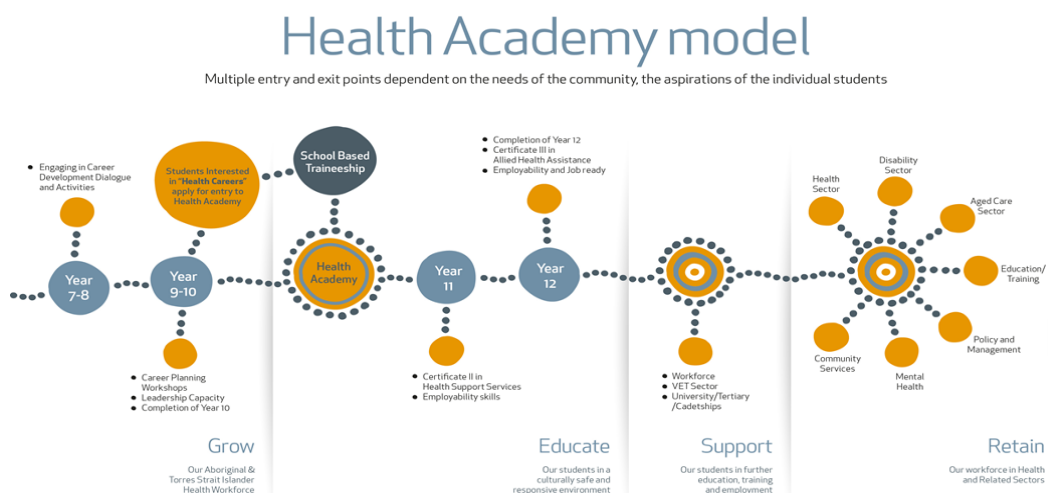 Health Academy model
Multiple entry and exit points dependent on the needs of the community, the aspirations of the individual students
• Engaging in Career
Development Dialogue
and Activities
Year
7-8
Students Interested
in "Health Careers"
apply for entry to
Health Academy
Year
9-10
• Career Planning
Workshops
• Leadership Capacity
• Completion of Year 10
Grow
Our Aboriginal &
Torres Strait Islander
Health Workforce
School Based
Traineeship
Health
Academy
Year
11
• Certificate II in
Health Support Services
• Employability skills
• Completion of Year 12
• Certificate III in
Allied Health Assistance
• Employability and Job ready
Year
12
Educate
Our students in a
culturally safe and
responsive environment
• Workforce
• VET Sector
• University/Tertiary
/Cadetships
Support
Our students in further
education, training
and employment
Health
Sector
Disability
Sector
Aged Care
Sector
Education/
Training
Policy and
Management
Mental
Health
Community
Services
Retain
Our workforce in Health
and Related Sectors